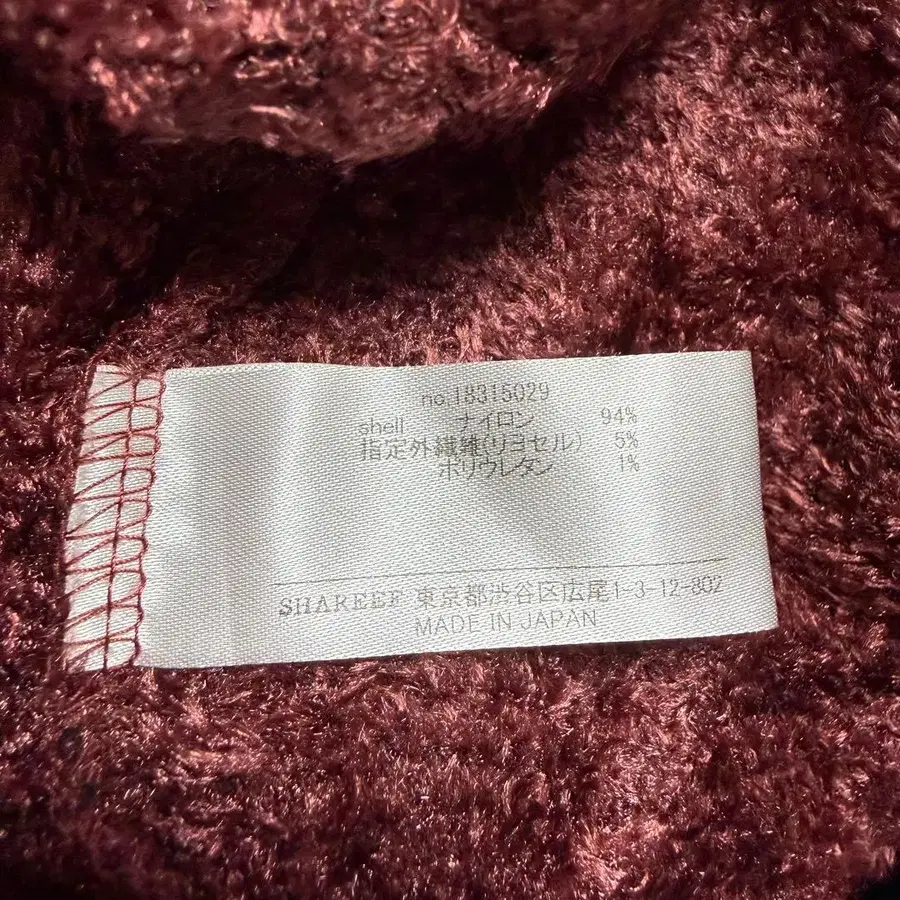 no.18315029
shell ナイロン 94%
指定外繊維(リヨセル) 5%
ポリウレタン 1%
SHAREEF 東京都渋谷区広尾1-3-12-802
MADE IN JAPAN